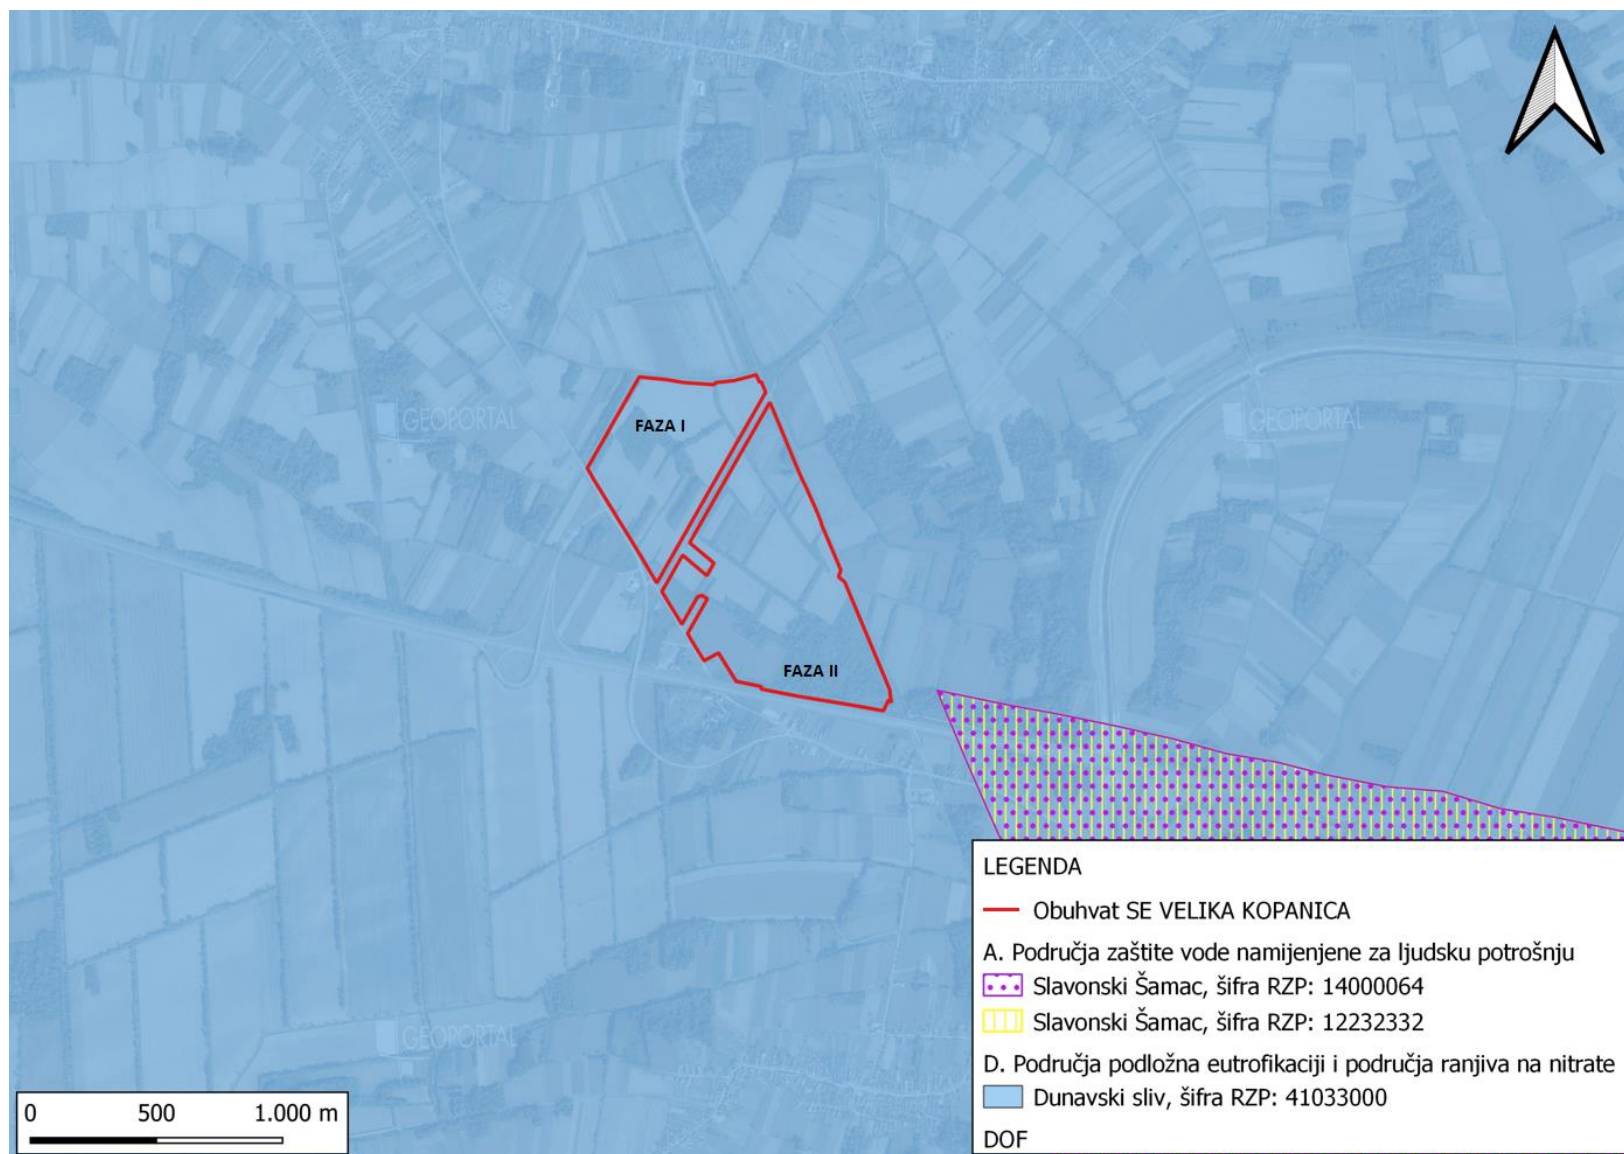 GEOPORTAL
GEOPORTAL
FAZA I
FAZA II
GEOPORTAL
LEGENDA
Obuhvat SE VELIKA KOPANICA
A. Područja zaštite vode namijenjene za ljudsku potrošnju
Slavonski Šamac, šifra RZP: 14000064
Slavonski Šamac, šifra RZP: 12232332
D. Područja podložna eutrofikaciji i područja ranjiva na nitrate
Dunavski sliv, šifra RZP: 41033000
DOF
0 500 1.000 m